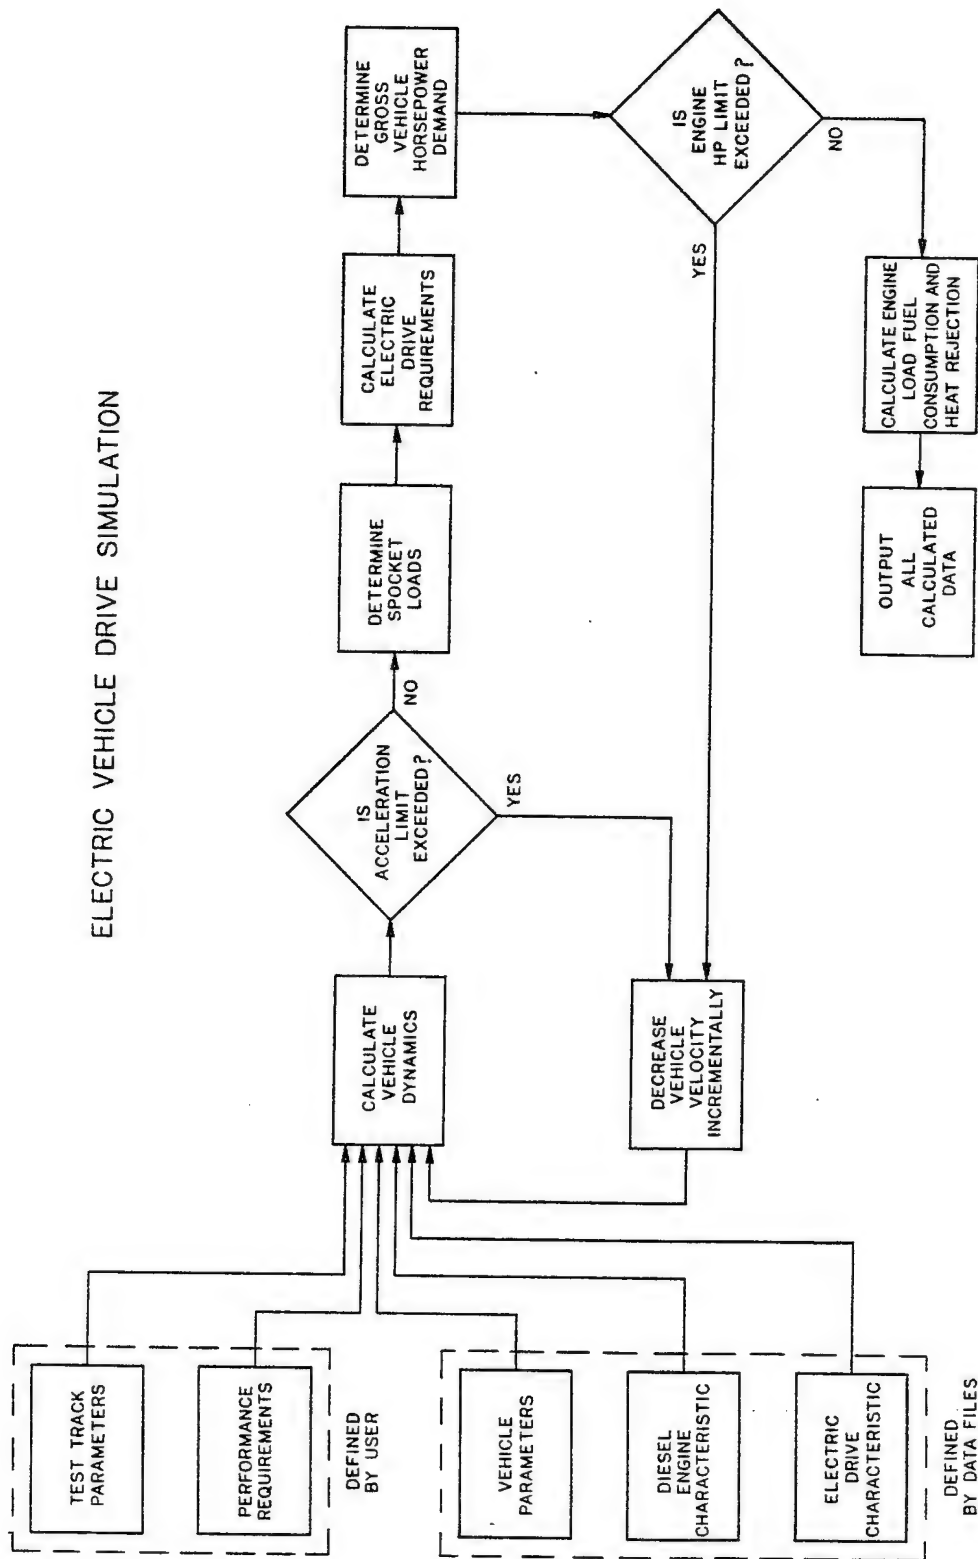 ELECTRIC VEHICLE DRIVE SIMULATION
TEST TRACK
PARAMETERS
PERFORMANCE
REQUIREMENTS
DEFINED
BY USER
VEHICLE
PARAMETERS
DIESEL
ENGINE
CHARACTERISTIC
ELECTRIC
DRIVE
CHARACTERISTIC
DEFINED
BY DATA FILES
CALCULATE
VEHICLE
DYNAMICS
IS
ACCELERATION
LIMIT
EXCEEDED?
NO
YES
DECREASE
VEHICLE
VELOCITY
INCREMENTALLY
DETERMINE
SPOCKET
LOADS
CALCULATE
ELECTRIC
DRIVE
REQUIREMENTS
DETERMINE
GROSS
VEHICLE
HORSEPOWER
DEMAND
IS
ENGINE
HP LIMIT
EXCEEDED?
YES
NO
CALCULATE ENGINE
LOAD FUEL
CONSUMPTION AND
HEAT REJECTION
OUTPUT
ALL
CALCULATED
DATA